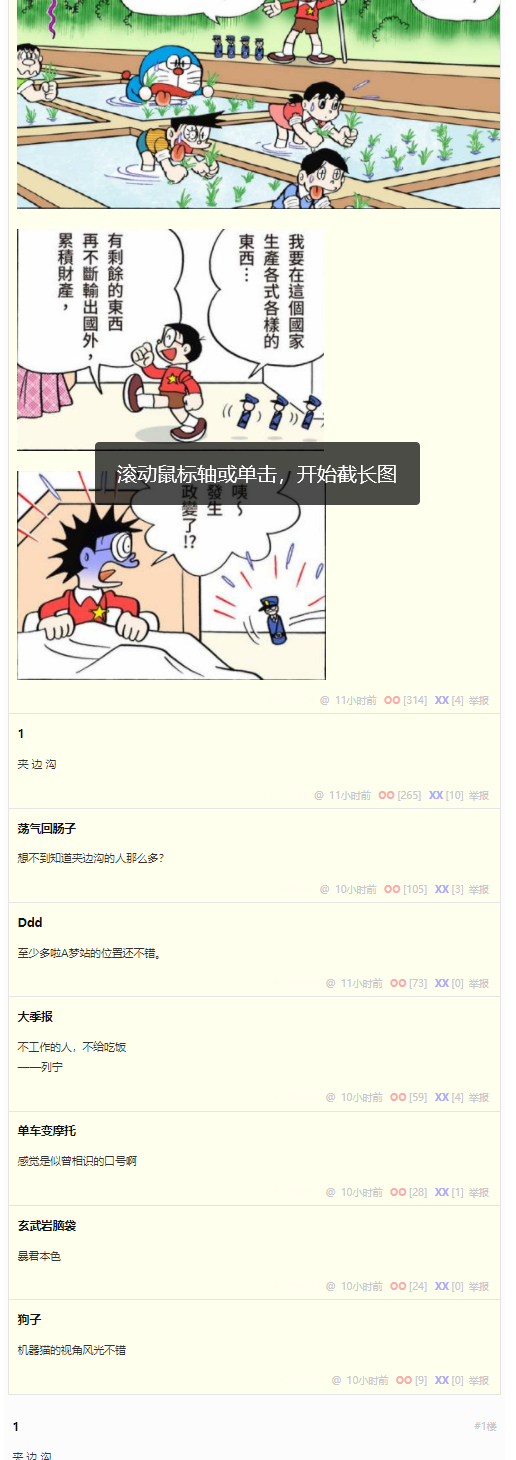 我要在這個國家
生產各式各樣的
東西…
有剩餘的東西
再不斷輸出國外，
累積財產，
滚动鼠标轴或单击，开始截长图
咦～
發生
政變了!?
@ 11小时前 OO [314] XX [4] 举报
1
夹 边 沟
@ 11小时前 OO [265] XX [10] 举报
荡气回肠子
想不到知道夹边沟的人那么多？
@ 10小时前 OO [105] XX [3] 举报
Ddd
至少多啦A梦站的位置还不错。
@ 11小时前 OO [73] XX [0] 举报
大季报
不工作的人，不给吃饭
——列宁
@ 10小时前 OO [59] XX [4] 举报
单车变摩托
感觉是似曾相识的口号啊
@ 10小时前 OO [28] XX [1] 举报
玄武岩脑袋
暴君本色
@ 10小时前 OO [24] XX [0] 举报
狗子
机器猫的视角风光不错
@ 10小时前 OO [9] XX [0] 举报
1
#1楼
夹 边 沟